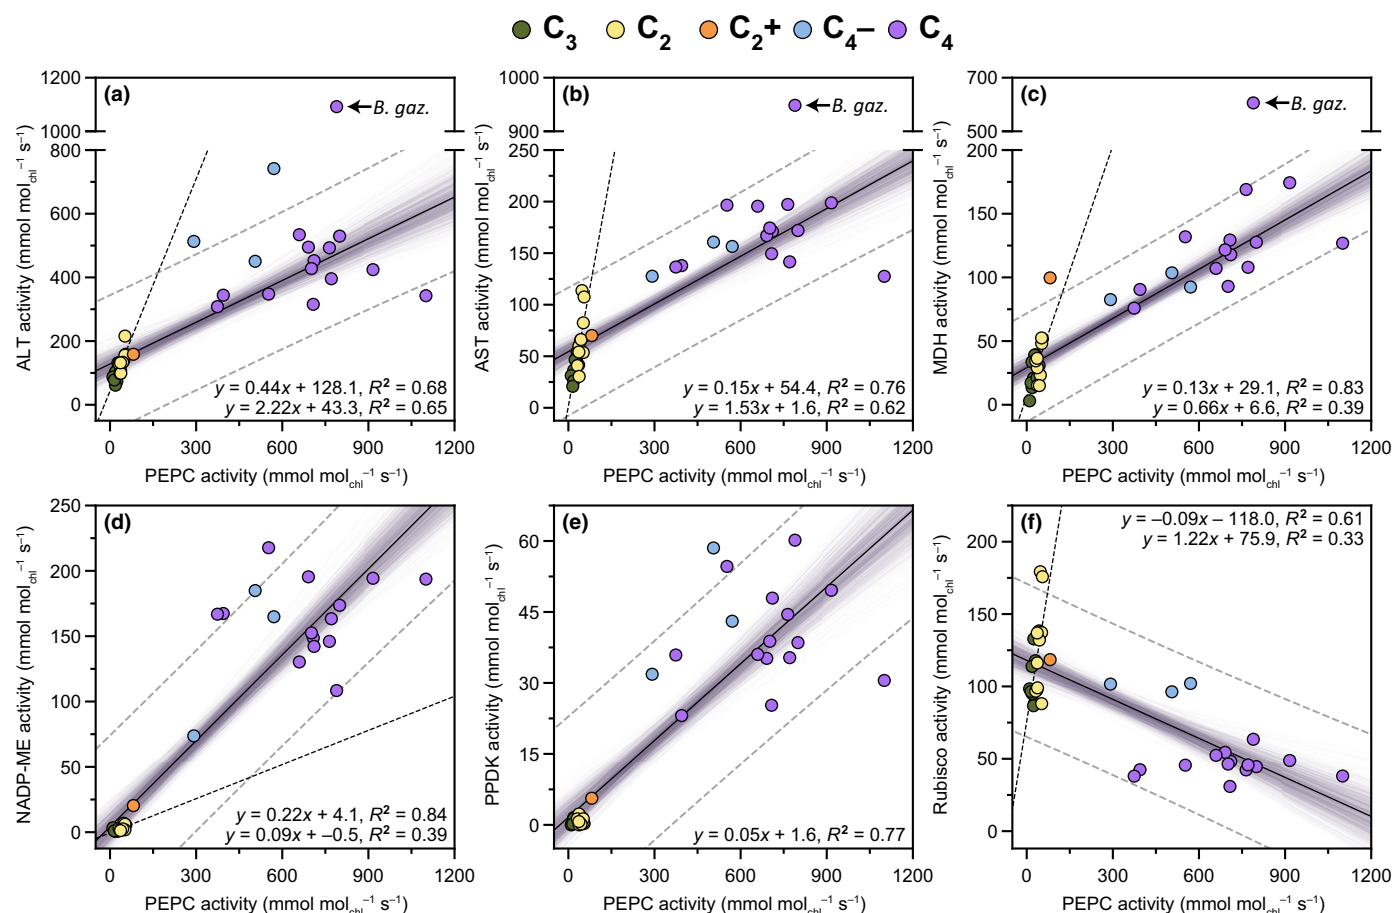 C3 C2 C2+ C4– C4
(a)
1200
1000
800
600
400
200
0
ALT activity (mmol molchl⁻¹ s⁻¹)
B. gaz.
y = 0.44x + 128.1, R² = 0.68
y = 2.22x + 43.3, R² = 0.65
0 300 600 900 1200
PEPC activity (mmol molchl⁻¹ s⁻¹)
(b)
1000
900
250
200
150
100
50
0
AST activity (mmol molchl⁻¹ s⁻¹)
B. gaz.
y = 0.15x + 54.4, R² = 0.76
y = 1.53x + 1.6, R² = 0.62
0 300 600 900 1200
PEPC activity (mmol molchl⁻¹ s⁻¹)
(c)
700
500
200
150
100
50
0
MDH activity (mmol molchl⁻¹ s⁻¹)
B. gaz.
y = 0.13x + 29.1, R² = 0.83
y = 0.66x + 6.6, R² = 0.39
0 300 600 900 1200
PEPC activity (mmol molchl⁻¹ s⁻¹)
(d)
250
200
150
100
50
0
NADP-ME activity (mmol molchl⁻¹ s⁻¹)
y = 0.22x + 4.1, R² = 0.84
y = 0.09x + –0.5, R² = 0.39
0 300 600 900 1200
PEPC activity (mmol molchl⁻¹ s⁻¹)
(e)
60
45
30
15
0
PPDK activity (mmol molchl⁻¹ s⁻¹)
y = 0.05x + 1.6, R² = 0.77
0 300 600 900 1200
PEPC activity (mmol molchl⁻¹ s⁻¹)
(f)
200
150
100
50
0
Rubisco activity (mmol molchl⁻¹ s⁻¹)
y = –0.09x – 118.0, R² = 0.61
y = 1.22x + 75.9, R² = 0.33
0 300 600 900 1200
PEPC activity (mmol molchl⁻¹ s⁻¹)